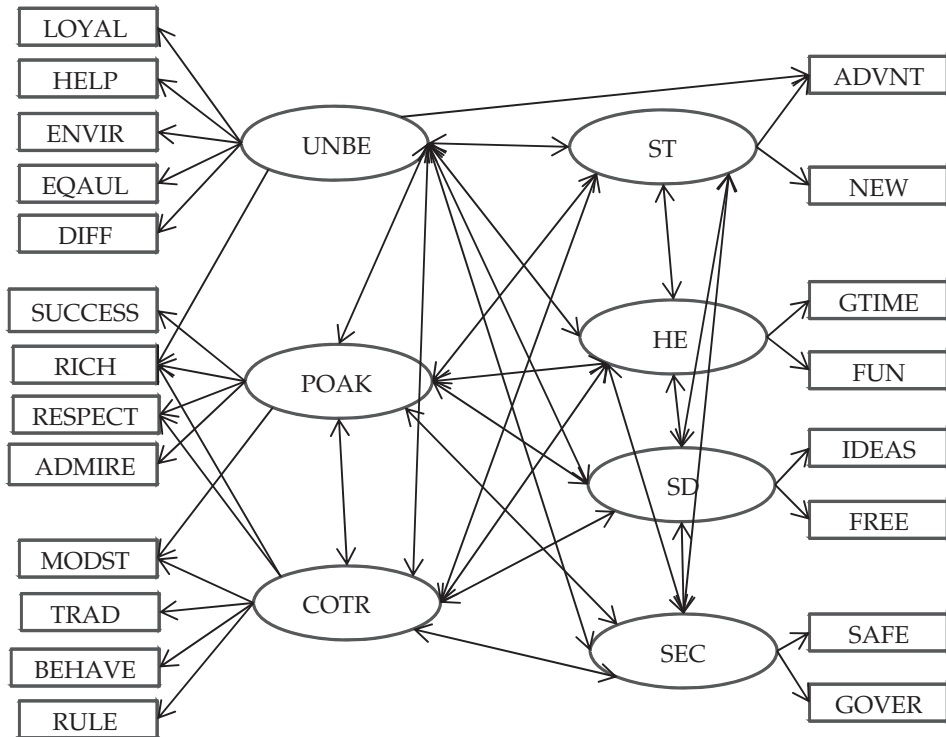 LOYAL
HELP
ENVIR
EQAUL
DIFF
SUCCESS
RICH
RESPECT
ADMIRE
MODST
TRAD
BEHAVE
RULE
UNBE
POAK
COTR
ST
HE
SD
SEC
ADVNT
NEW
GTIME
FUN
IDEAS
FREE
SAFE
GOVER